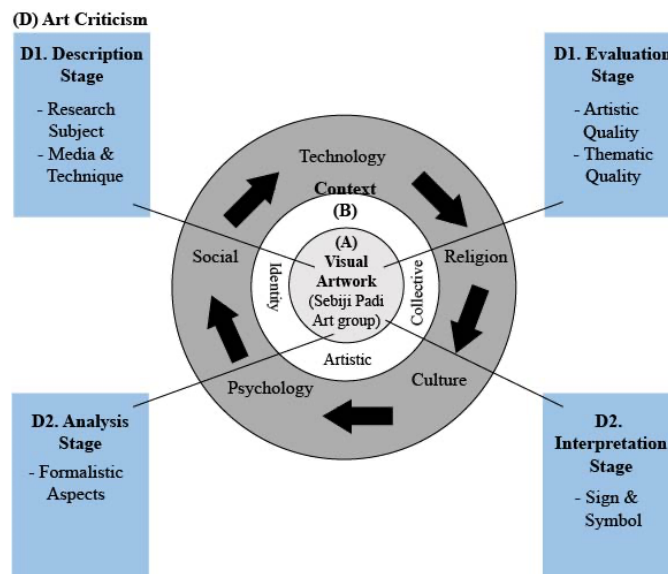 (D) Art Criticism
D1. Description
Stage
- Research
Subject
- Media &
Technique
D1. Evaluation
Stage
- Artistic
Quality
- Thematic
Quality
Technology
Context
(B)
Social
Religion
Identity
(A)
Visual
Artwork
(Sebiji Padi
Art group)
Collective
Artistic
Psychology
Culture
D2. Analysis
Stage
- Formalistic
Aspects
D2.
Interpretation
Stage
- Sign &
Symbol